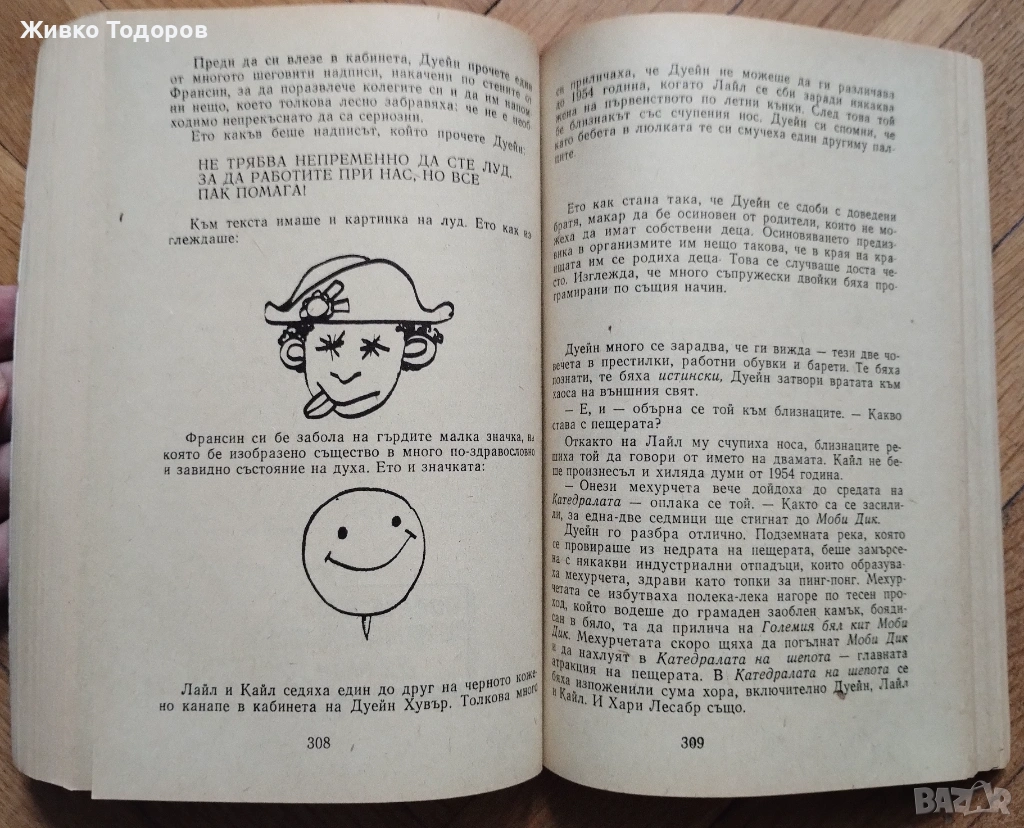 Живко Тодоров
Преди да си влезе в кабинета, Дуейн прочете един
от многото шеговити надписи, накачени по стените от
Франсин, за да поразвлече колегите си и да им напом-
ни нещо, което толкова лесно забравяха: че не е необ-
ходимо непрекъснато да са сериозни.
Ето какъв беше надписът, който прочете Дуейн:
НЕ ТРЯБВА НЕПРЕМЕННО ДА СТЕ ЛУД,
ЗА ДА РАБОТИТЕ ПРИ НАС, НО ВСЕ
ПАК ПОМАГА!
Към текста имаше и картинка на луд. Ето как из-
глеждаше:
Франсин си бе забола на гърдите малка значка, на
която бе изобразено същество в много по-здравословно
и завидно състояние на духа. Ето и значката:
Лайл и Кайл седяха един до друг на черното коже-
но канапе в кабинета на Дуейн Хувър. Толкова много
308
си приличаха, че Дуейн не можеше да ги различава
до 1954 година, когато Лайл се сби заради някаква
жена на първенството по летни кънки. След това той
бе близнакът със счупения нос. Дуейн си спомни, че
като бебета в люлката те си смучеха един другиму пал-
ците.
Ето как стана така, че Дуейн се сдоби с доведени
братя, макар да бе осиновен от родители, които не мо-
жеха да имат собствени деца. Осиновяването предиз-
вика в организмите им нещо такова, че в края на кра-
ищата им се родиха деца. Това се случваше доста че-
сто. Изглежда, че много съпружески двойки бяха про-
грамирани по същия начин.
Дуейн много се зарадва, че ги вижда — тези две чо-
вечета в престилки, работни обувки и барети. Те бяха
познати, те бяха истински, Дуейн затвори вратата към
хаоса на външния свят.
— Е, и — обърна се той към близнаците. — Какво
става с пещерата?
Откакто на Лайл му счупиха носа, близнаците ре-
шиха той да говори от името на двамата. Кайл не бе-
ше произнесъл и хиляда думи от 1954 година.
— Онези мехурчета вече дойдоха до средата на
Катедралата — оплака се той. — Както са се засили-
ли, за една-две седмици ще стигнат до Моби Дик.
Дуейн го разбра отлично. Подземната река, която
се провираше из недрата на пещерата, беше замърсе-
на с някакви индустриални отпадъци, които образува-
ха мехурчета, здрави като топки за пинг-понг. Мехур-
четата се избутваха полека-лека нагоре по тесен про-
ход, който водеше до грамаден заоблен камък, бояди-
сан в бяло, та да прилича на Големия бял кит Моби
Дик. Мехурчетата скоро щяха да погълнат Моби Дик
и да нахлуят в Катедралата на шепота — главната
атракция на пещерата. В Катедралата на шепота се
бяха изпоженили сума хора, включително Дуейн, Лайл
и Кайл. И Хари Лесабр също.
309
BAZAR